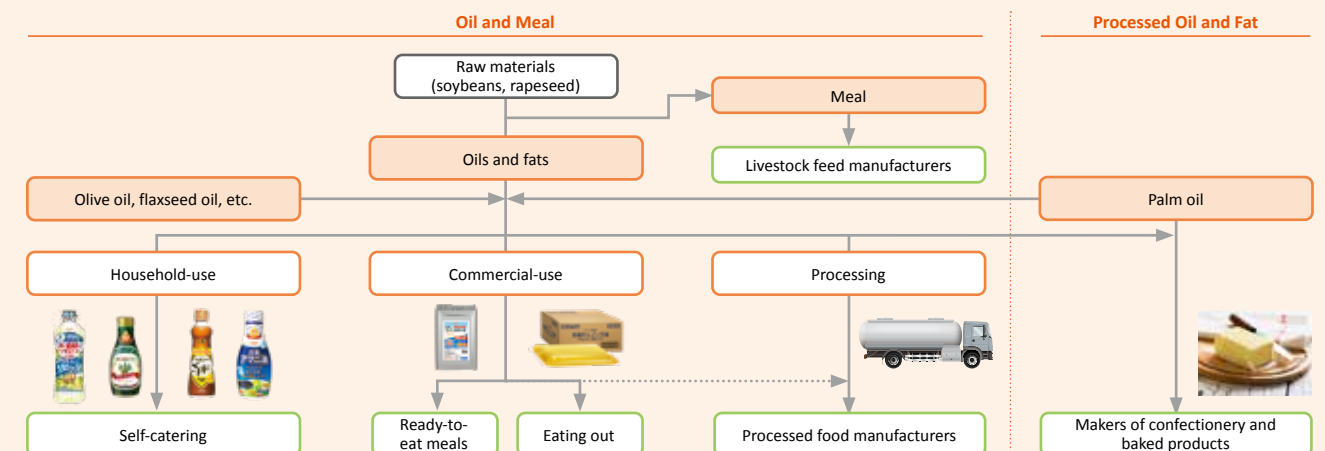 Oil and Meal
Processed Oil and Fat
Raw materials
(soybeans, rapeseed)
Meal
Oils and fats
Livestock feed manufacturers
Olive oil, flaxseed oil, etc.
Palm oil
Household-use
Commercial-use
Processing
Self-catering
Ready-to-
eat meals
Eating out
Processed food manufacturers
Makers of confectionery and
baked products